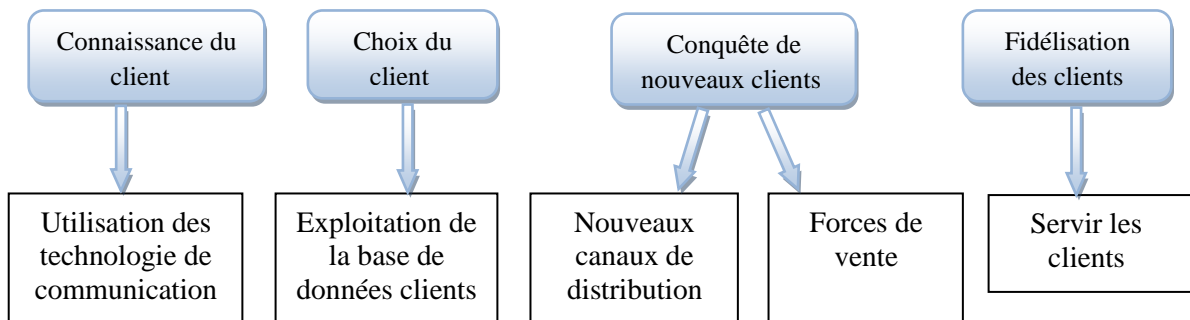 Connaissance du
client
Choix du
client
Conquête de
nouveaux clients
Fidélisation
des clients
Utilisation des
technologie de
communication
Exploitation de
la base de
données clients
Nouveaux
canaux de
distribution
Forces de
vente
Servir les
clients